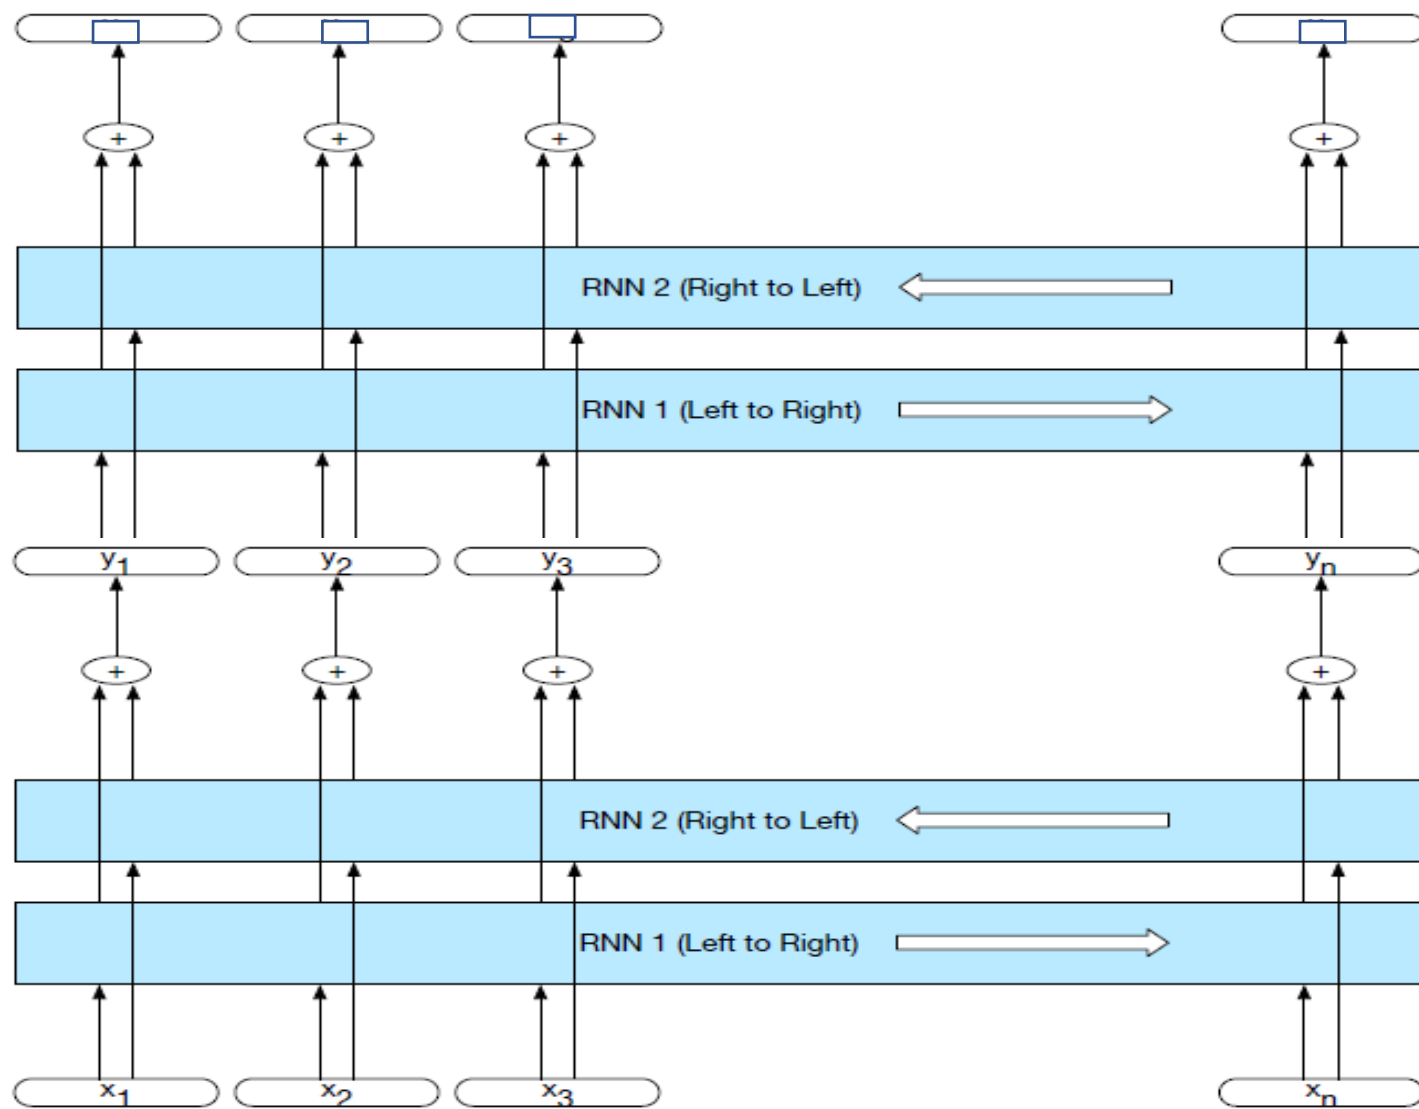 + + + +
RNN 2 (Right to Left)
RNN 1 (Left to Right)
y1 y2 y3 yn
+ + + +
RNN 2 (Right to Left)
RNN 1 (Left to Right)
x1 x2 x3 xn